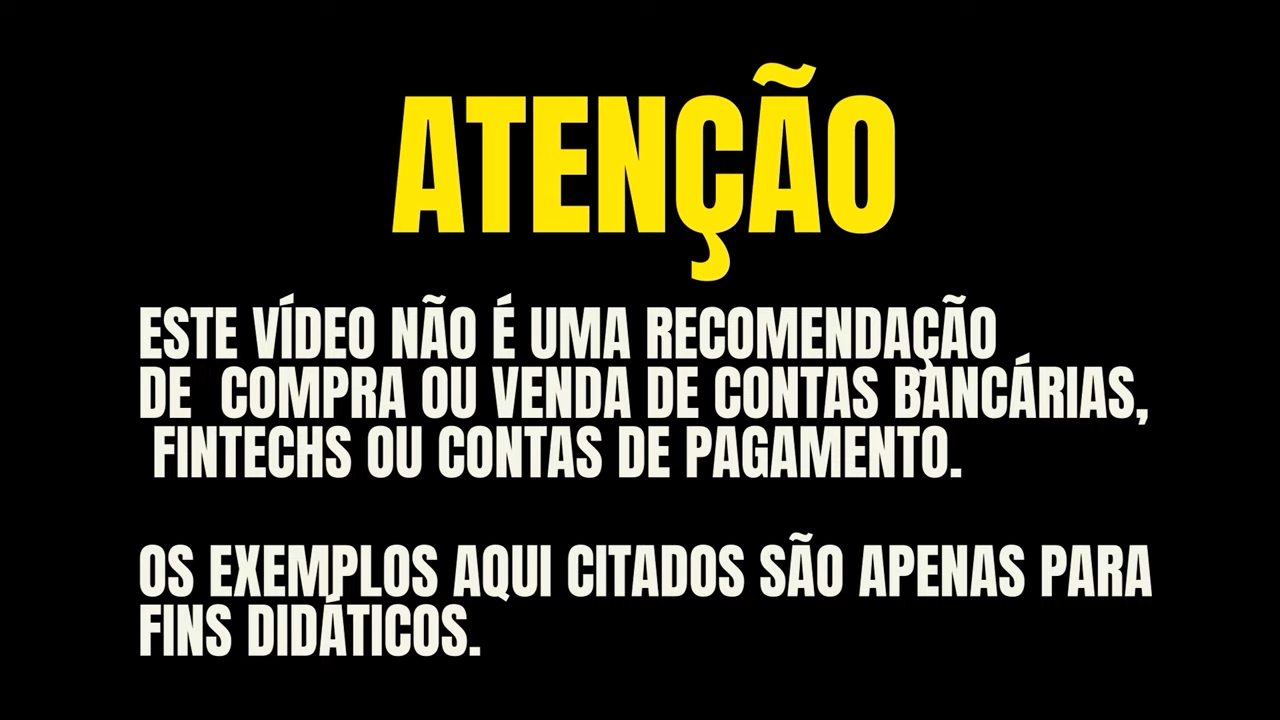 ATENÇÃO
ESTE VÍDEO NÃO É UMA RECOMENDAÇÃO
DE COMPRA OU VENDA DE CONTAS BANCÁRIAS,
FINTECHS OU CONTAS DE PAGAMENTO.
OS EXEMPLOS AQUI CITADOS SÃO APENAS PARA
FINS DIDÁTICOS.